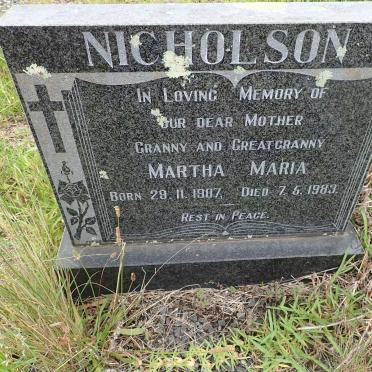 NICHOLSON
IN LOVING MEMORY OF
OUR DEAR MOTHER
GRANNY AND GREATGRANNY
MARTHA MARIA
BORN 29. 11. 1907, DIED 7. 5. 1983.
REST IN PEACE.